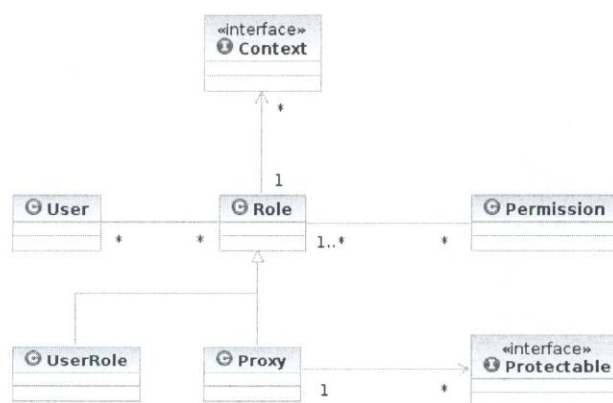 «interface»
Context
*
1
User
Role
Permission
*
*
1..*
*
UserRole
Proxy
«interface»
Protectable
1
*